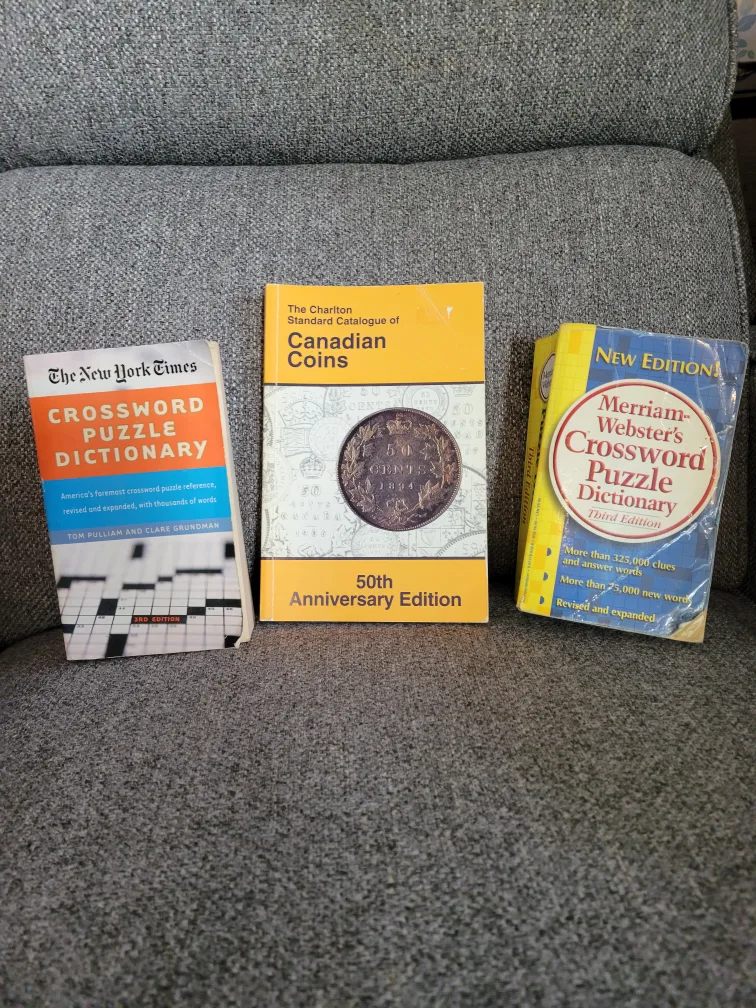 The New York Times
CROSSWORD
PUZZLE
DICTIONARY
America's foremost crossword puzzle reference,
revised and expanded, with thousands of words
TOM PULLIAM AND CLARE GRUNDMAN
3RD EDITION
The Charlton
Standard Catalogue of
Canadian
Coins
50
CENTS
1894
50th
Anniversary Edition
NEW EDITION!
Merriam-
Webster's
Crossword
Puzzle
Dictionary
Third Edition
More than 325,000 clues
and answer words
More than 75,000 new words
Revised and expanded